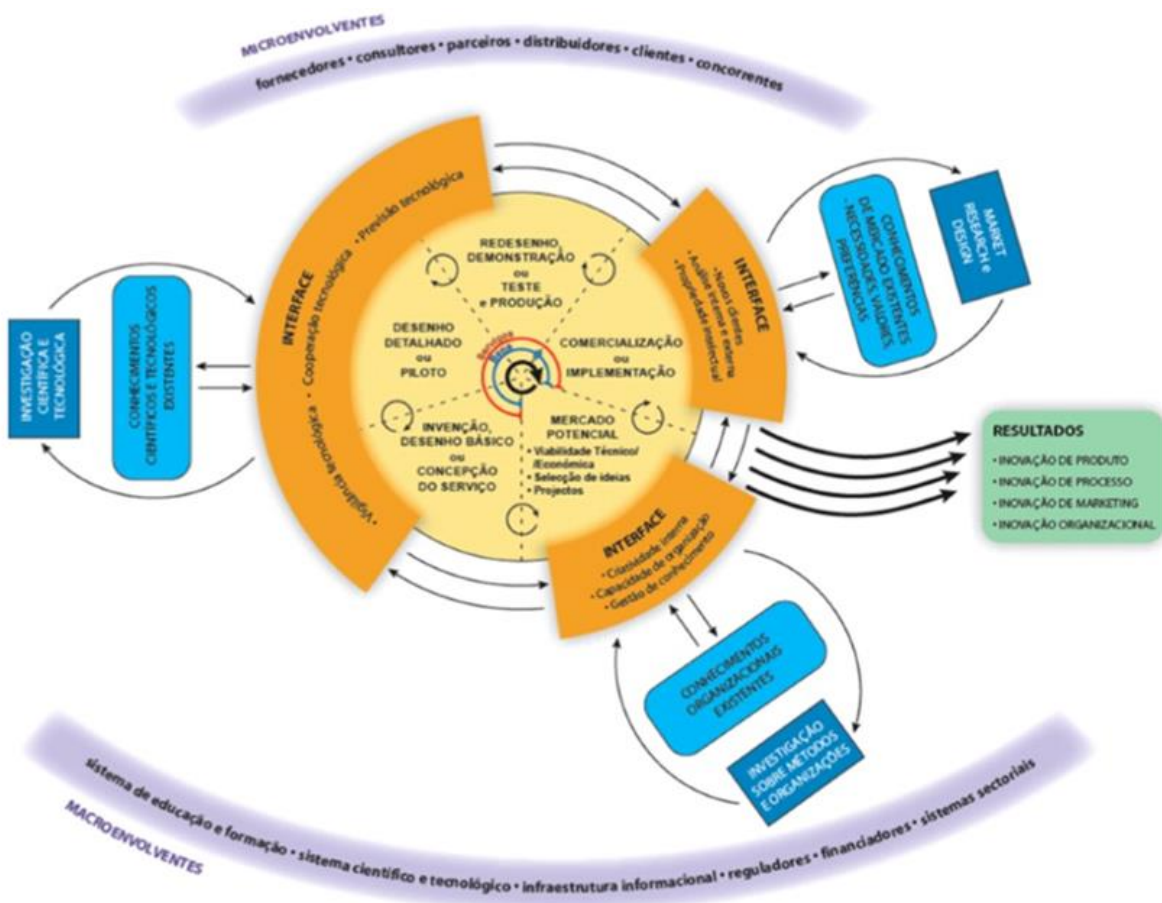 MICROENVOLVENTES
fornecedores • consultores • parceiros • distribuidores • clientes • concorrentes
INTERFACE
• Vigilância tecnológica • Cooperação tecnológica • Previsão tecnológica
INVESTIGAÇÃO
CIENTÍFICA E
TECNOLÓGICA
CONHECIMENTOS
CIENTÍFICOS E TECNOLÓGICOS
EXISTENTES
REDESENHO,
DEMONSTRAÇÃO
ou
TESTE
e PRODUÇÃO
DESENHO
DETALHADO
ou
PILOTO
COMERCIALIZAÇÃO
ou
IMPLEMENTAÇÃO
INVENÇÃO,
DESENHO BÁSICO
ou
CONCEPÇÃO
DO SERVIÇO
MERCADO
POTENCIAL
• Viabilidade Técnico/
/Económica
• Selecção de ideias
• Projectos
INTERFACE
• Novos clientes
• Análise interna e externa
• Propriedade intelectual
CONHECIMENTOS
DE MERCADO EXISTENTES
- NECESSIDADES, VALORES,
PREFERÊNCIAS
MARKET
RESEARCH e
DESIGN
INTERFACE
• Criatividade interna
• Capacidade de organização
• Gestão de conhecimento
CONHECIMENTOS
ORGANIZACIONAIS
EXISTENTES
INVESTIGAÇÃO
SOBRE MÉTODOS
E ORGANIZAÇÕES
RESULTADOS
• INOVAÇÃO DE PRODUTO
• INOVAÇÃO DE PROCESSO
• INOVAÇÃO DE MARKETING
• INOVAÇÃO ORGANIZACIONAL
sistema de educação e formação • sistema científico e tecnológico • infraestrutura informacional • reguladores • financiadores • sistemas sectoriais
MACROENVOLVENTES